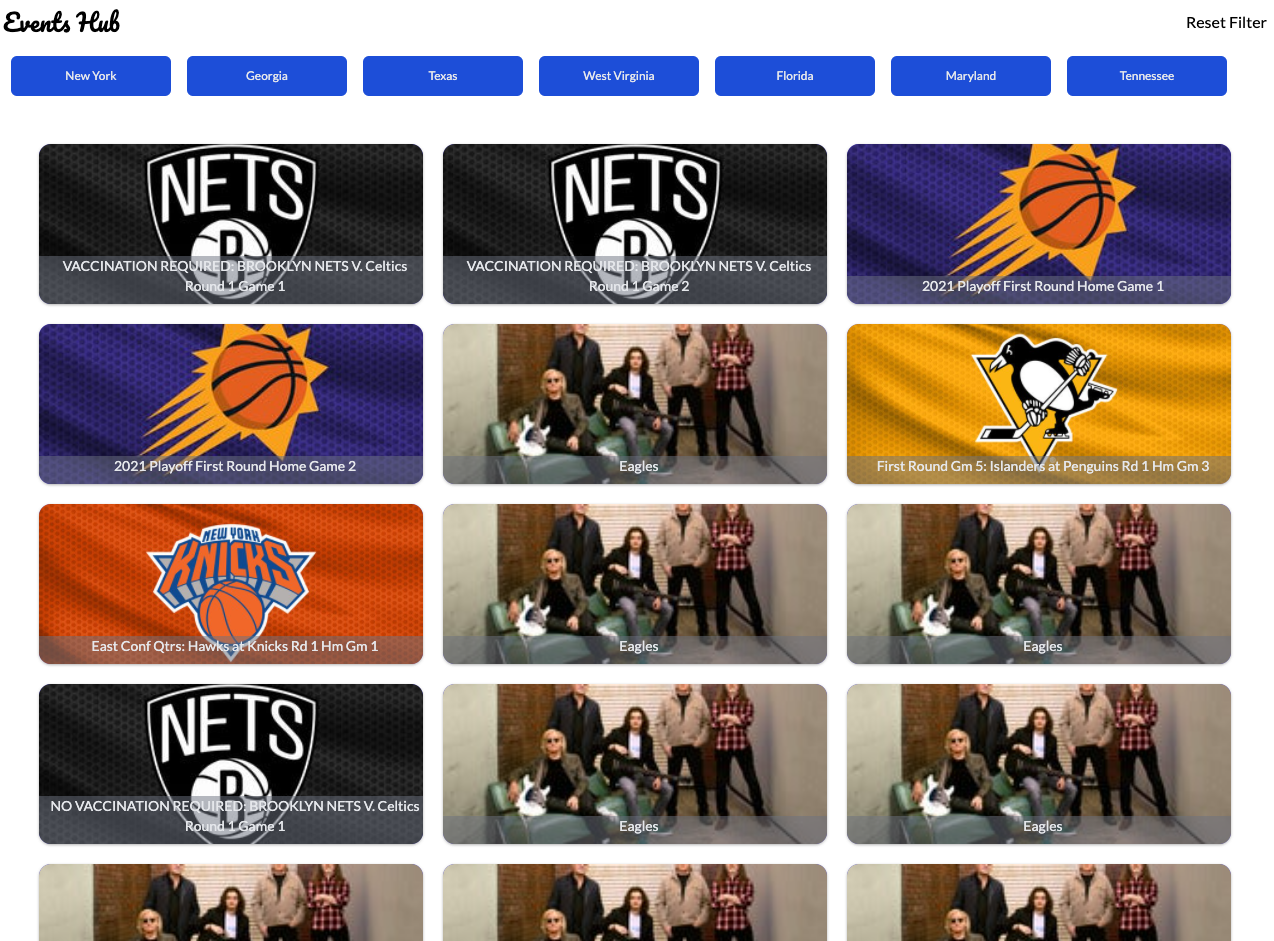 Events Hub
Reset Filter
New York
Georgia
Texas
West Virginia
Florida
Maryland
Tennessee
NETS
B
VACCINATION REQUIRED: BROOKLYN NETS V. Celtics
Round 1 Game 1
NETS
B
VACCINATION REQUIRED: BROOKLYN NETS V. Celtics
Round 1 Game 2
2021 Playoff First Round Home Game 1
2021 Playoff First Round Home Game 2
Eagles
First Round Gm 5: Islanders at Penguins Rd 1 Hm Gm 3
NEW YORK
KNICKS
East Conf Qtrs: Hawks at Knicks Rd 1 Hm Gm 1
Eagles
Eagles
NETS
B
NO VACCINATION REQUIRED: BROOKLYN NETS V. Celtics
Round 1 Game 1
Eagles
Eagles